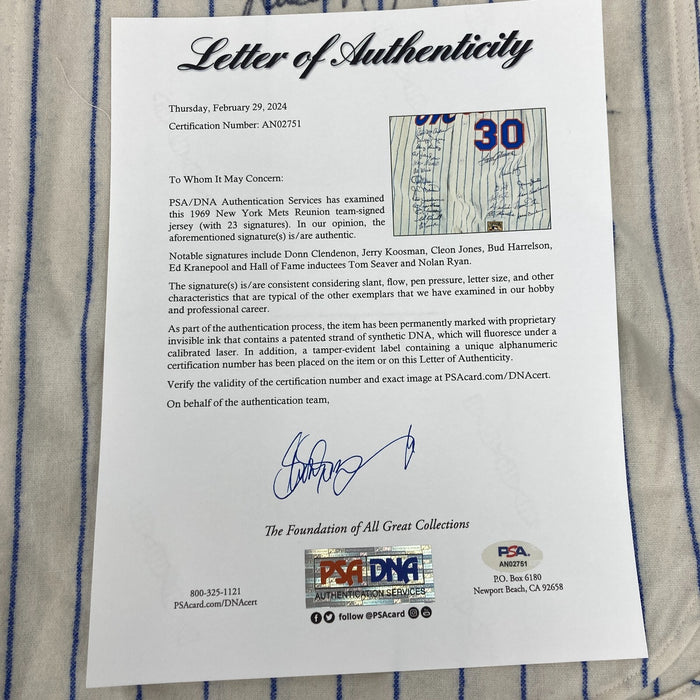 Letter of Authenticity
Thursday, February 29, 2024
Certification Number: AN02751
30
To Whom It May Concern:
PSA/DNA Authentication Services has examined
this 1969 New York Mets Reunion team-signed
jersey (with 23 signatures). In our opinion, the
aforementioned signature(s) is/are authentic.
Notable signatures include Donn Clendenon, Jerry Koosman, Cleon Jones, Bud Harrelson,
Ed Kranepool and Hall of Fame inductees Tom Seaver and Nolan Ryan.
The signature(s) is/are consistent considering slant, flow, pen pressure, letter size, and other
characteristics that are typical of the other exemplars that we have examined in our hobby
and professional career.
As part of the authentication process, the item has been permanently marked with proprietary
invisible ink that contains a patented strand of synthetic DNA, which will fluoresce under a
calibrated laser. In addition, a tamper-evident label containing a unique alphanumeric
certification number has been placed on the item or on this Letter of Authenticity.
Verify the validity of the certification number and exact image at PSAcard.com/DNAcert.
On behalf of the authentication team,
The Foundation of All Great Collections
800-325-1121
PSAcard.com/DNAcert
PSA DNA
AUTHENTICATION SERVICES
follow @PSAcard
PSA.
AN02751
P.O. Box 6180
Newport Beach, CA 92658